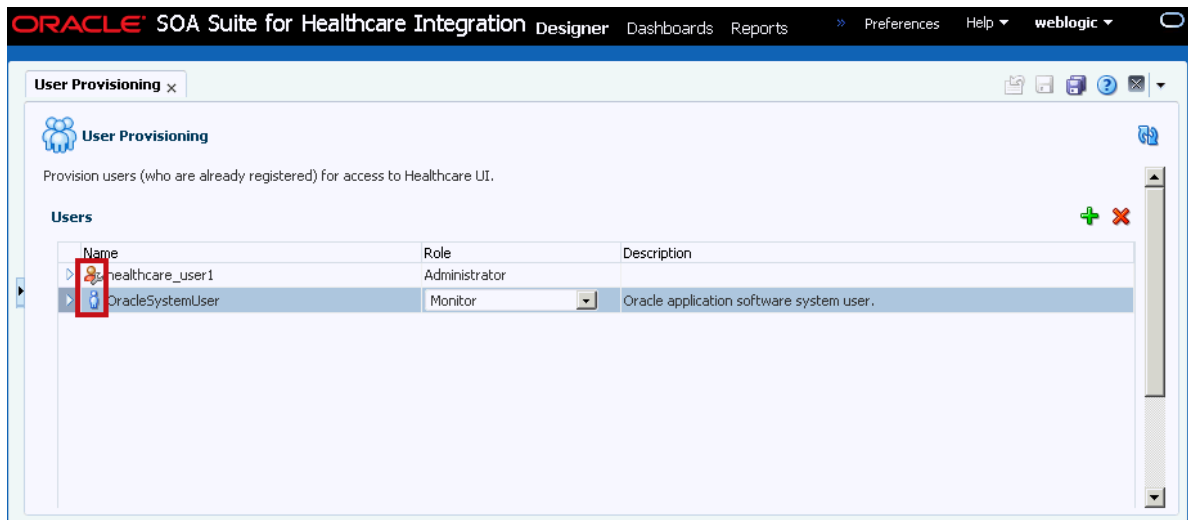 ORACLE SOA Suite for Healthcare Integration Designer Dashboards Reports » Preferences Help weblogic
User Provisioning x
User Provisioning
Provision users (who are already registered) for access to Healthcare UI.
Users
Name Role Description
healthcare_user1 Administrator
OracleSystemUser Monitor Oracle application software system user.